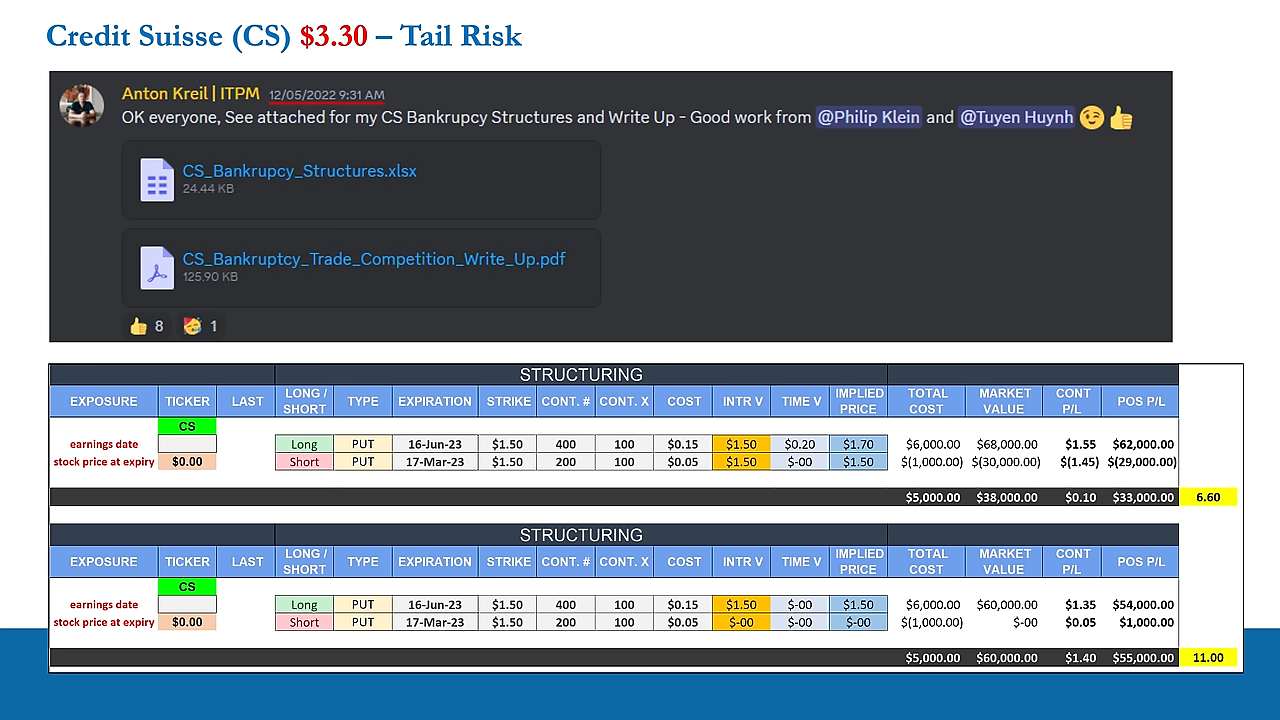 Credit Suisse (CS) $3.30 – Tail Risk
Anton Kreil | ITPM 12/05/2022 9:31 AM
OK everyone, See attached for my CS Bankrupcy Structures and Write Up - Good work from @Philip Klein and @Tuyen Huynh 😉👍
CS_Bankrupcy_Structures.xlsx
24.44 KB
CS_Bankruptcy_Trade_Competition_Write_Up.pdf
125.90 KB
👍 8 🥳 1
STRUCTURING
EXPOSURE TICKER LAST LONG / SHORT TYPE EXPIRATION STRIKE CONT. # CONT. X COST INTR V TIME V IMPLIED PRICE TOTAL COST MARKET VALUE CONT P/L POS P/L
CS
earnings date Long PUT 16-Jun-23 $1.50 400 100 $0.15 $1.50 $0.20 $1.70 $6,000.00 $68,000.00 $1.55 $62,000.00
stock price at expiry $0.00 Short PUT 17-Mar-23 $1.50 200 100 $0.05 $1.50 $-00 $1.50 $(1,000.00) $(30,000.00) $(1.45) $(29,000.00)
$5,000.00 $38,000.00 $0.10 $33,000.00 6.60
STRUCTURING
EXPOSURE TICKER LAST LONG / SHORT TYPE EXPIRATION STRIKE CONT. # CONT. X COST INTR V TIME V IMPLIED PRICE TOTAL COST MARKET VALUE CONT P/L POS P/L
CS
earnings date Long PUT 16-Jun-23 $1.50 400 100 $0.15 $1.50 $-00 $1.50 $6,000.00 $60,000.00 $1.35 $54,000.00
stock price at expiry $0.00 Short PUT 17-Mar-23 $1.50 200 100 $0.05 $-00 $-00 $-00 $(1,000.00) $-00 $0.05 $1,000.00
$5,000.00 $60,000.00 $1.40 $55,000.00 11.00